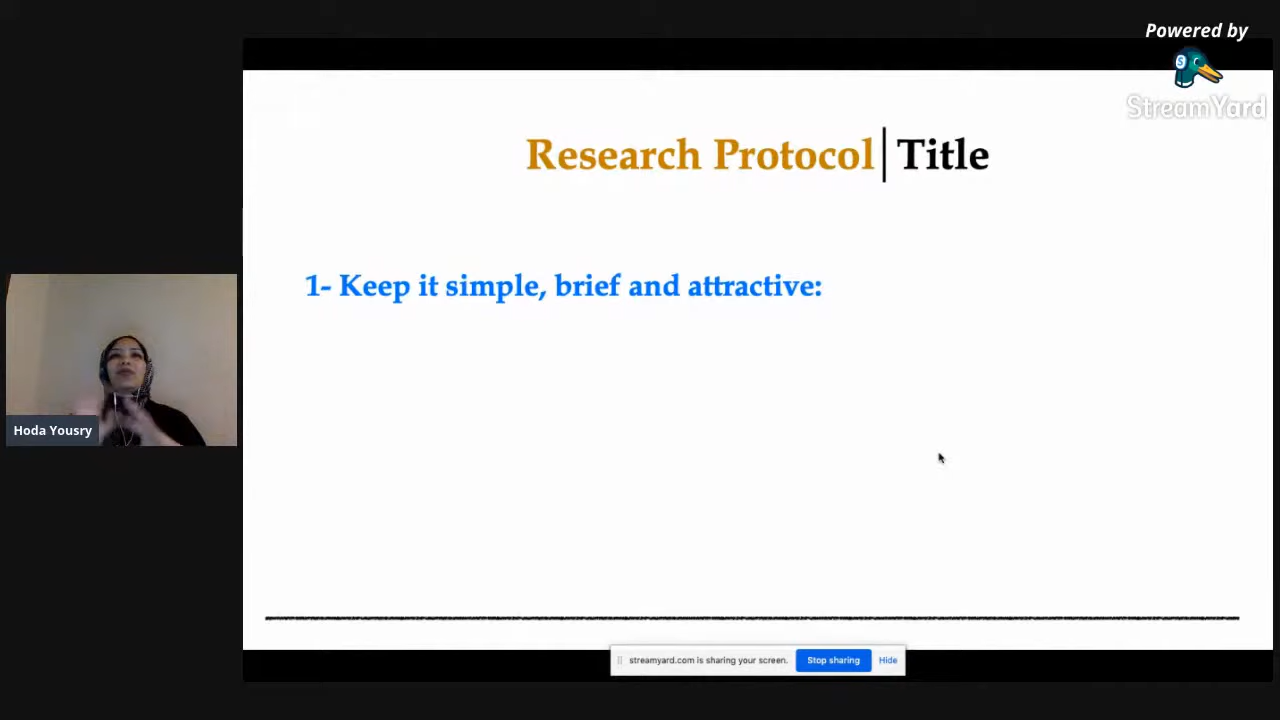 Powered by
StreamYard
Research Protocol Title
1- Keep it simple, brief and attractive:
Hoda Yousry
streamyard.com is sharing your screen. Stop sharing Hide